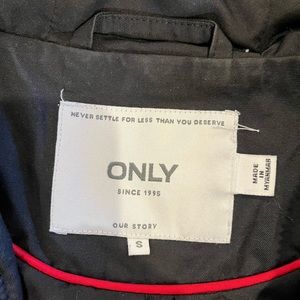 NEVER SETTLE FOR LESS THAN YOU DESERVE
ONLY
SINCE 1995
OUR STORY
S
MADE
IN
MYANMAR